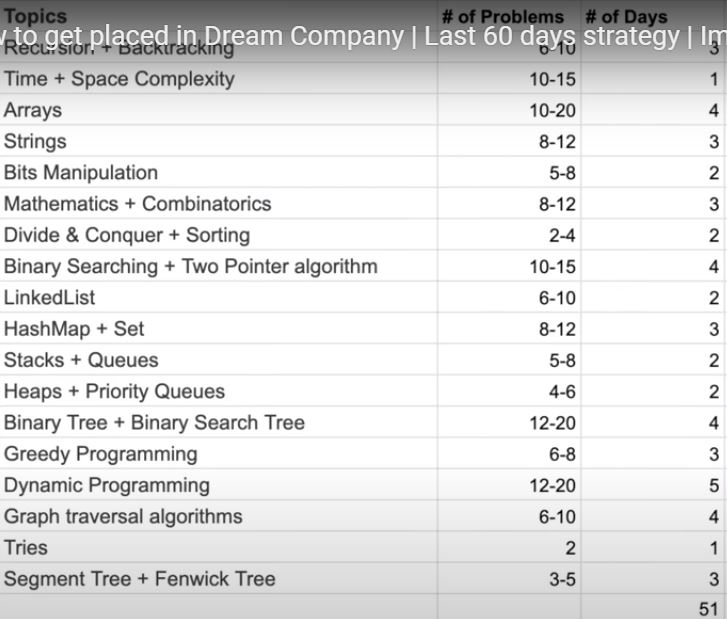 Topics # of Problems # of Days
w to get placed in Dream Company | Last 60 days strategy | Im
Recursion + Backtracking 6-10 3
Time + Space Complexity 10-15 1
Arrays 10-20 4
Strings 8-12 3
Bits Manipulation 5-8 2
Mathematics + Combinatorics 8-12 3
Divide & Conquer + Sorting 2-4 2
Binary Searching + Two Pointer algorithm 10-15 4
LinkedList 6-10 2
HashMap + Set 8-12 3
Stacks + Queues 5-8 2
Heaps + Priority Queues 4-6 2
Binary Tree + Binary Search Tree 12-20 4
Greedy Programming 6-8 3
Dynamic Programming 12-20 5
Graph traversal algorithms 6-10 4
Tries 2 1
Segment Tree + Fenwick Tree 3-5 3
51